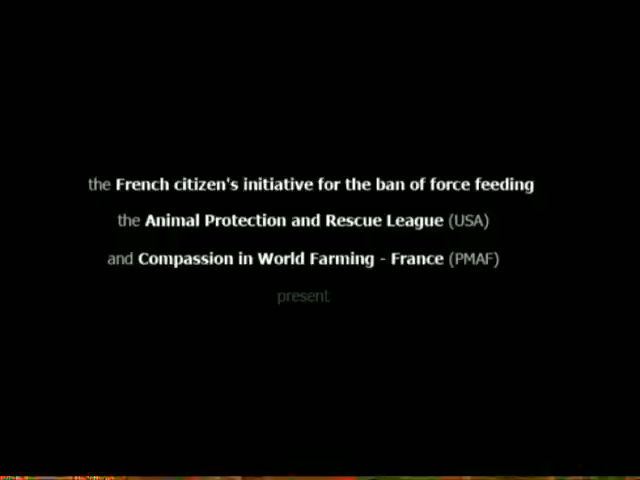 the French citizen's initiative for the ban of force feeding
the Animal Protection and Rescue League (USA)
and Compassion in World Farming - France (PMAF)
present